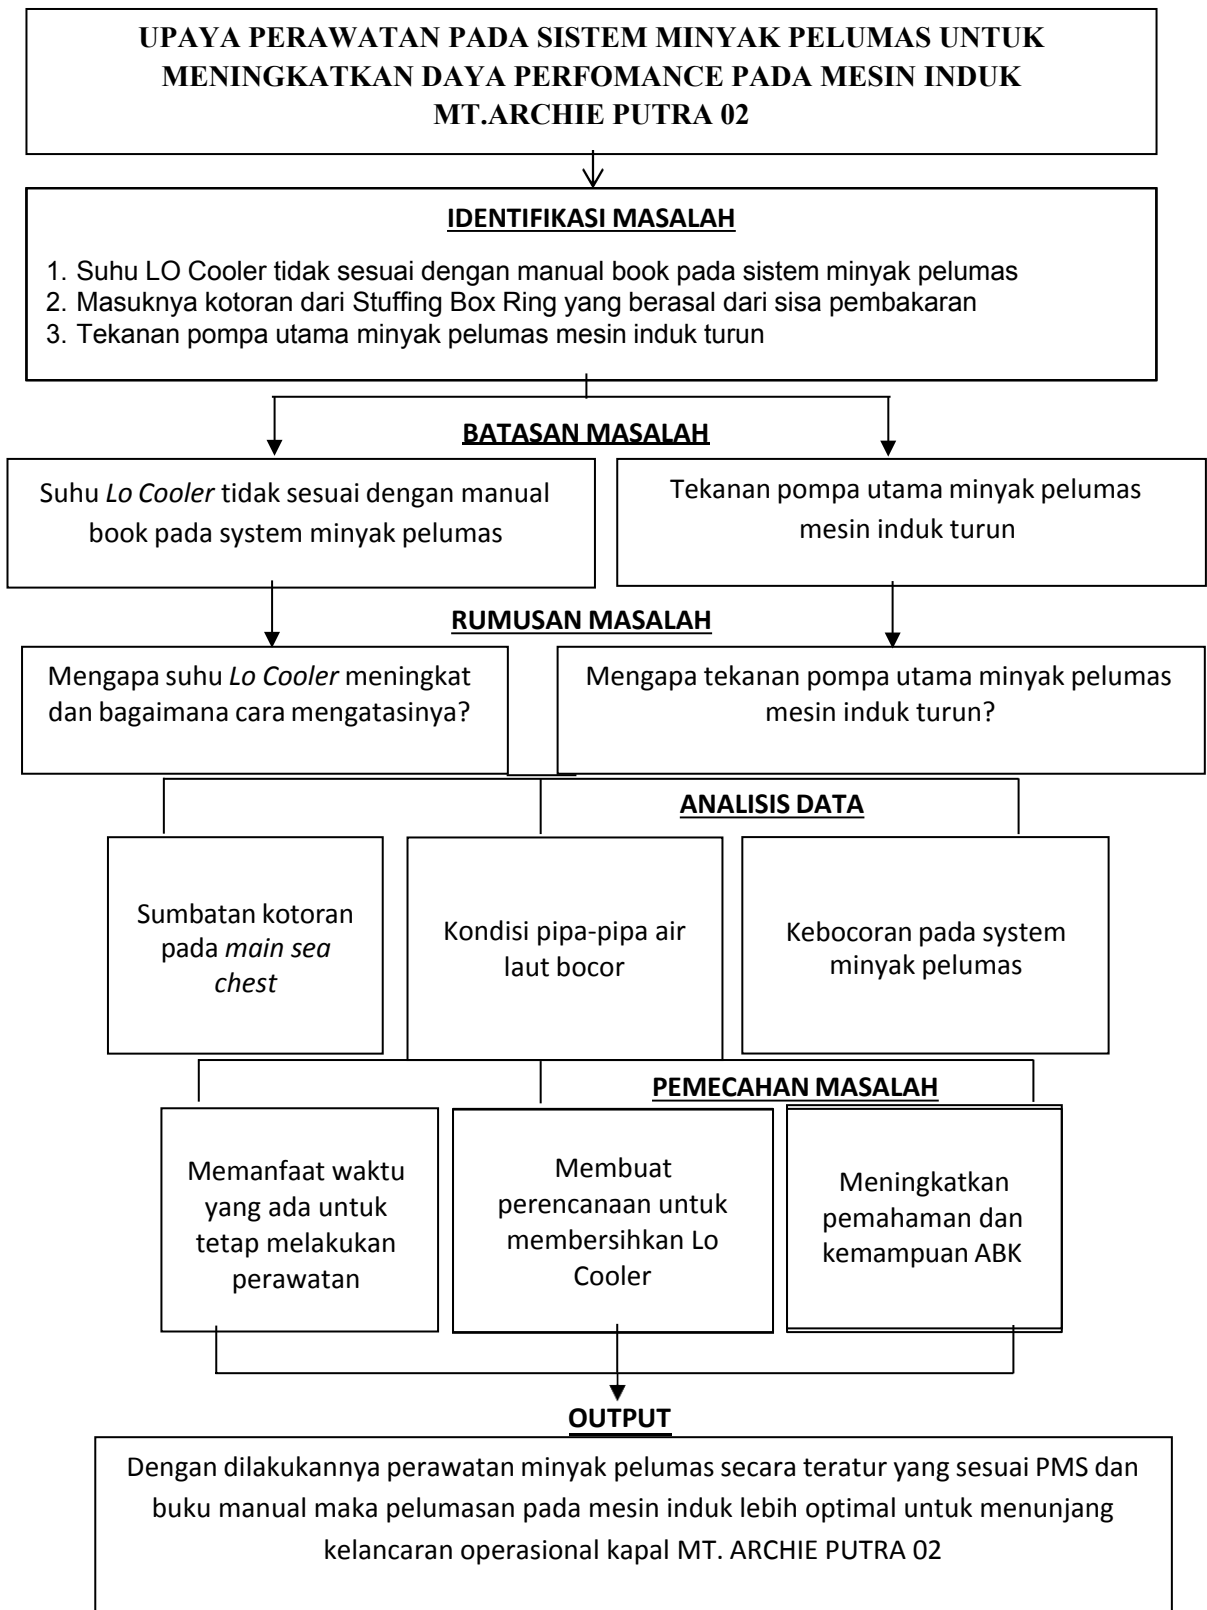 UPAYA PERAWATAN PADA SISTEM MINYAK PELUMAS UNTUK
MENINGKATKAN DAYA PERFOMANCE PADA MESIN INDUK
MT.ARCHIE PUTRA 02
IDENTIFIKASI MASALAH
1. Suhu LO Cooler tidak sesuai dengan manual book pada sistem minyak pelumas
2. Masuknya kotoran dari Stuffing Box Ring yang berasal dari sisa pembakaran
3. Tekanan pompa utama minyak pelumas mesin induk turun
BATASAN MASALAH
Suhu Lo Cooler tidak sesuai dengan manual
book pada system minyak pelumas
Tekanan pompa utama minyak pelumas
mesin induk turun
RUMUSAN MASALAH
Mengapa suhu Lo Cooler meningkat
dan bagaimana cara mengatasinya?
Mengapa tekanan pompa utama minyak pelumas
mesin induk turun?
ANALISIS DATA
Sumbatan kotoran
pada main sea
chest
Kondisi pipa-pipa air
laut bocor
Kebocoran pada system
minyak pelumas
PEMECAHAN MASALAH
Memanfaat waktu
yang ada untuk
tetap melakukan
perawatan
Membuat
perencanaan untuk
membersihkan Lo
Cooler
Meningkatkan
pemahaman dan
kemampuan ABK
OUTPUT
Dengan dilakukannya perawatan minyak pelumas secara teratur yang sesuai PMS dan
buku manual maka pelumasan pada mesin induk lebih optimal untuk menunjang
kelancaran operasional kapal MT. ARCHIE PUTRA 02